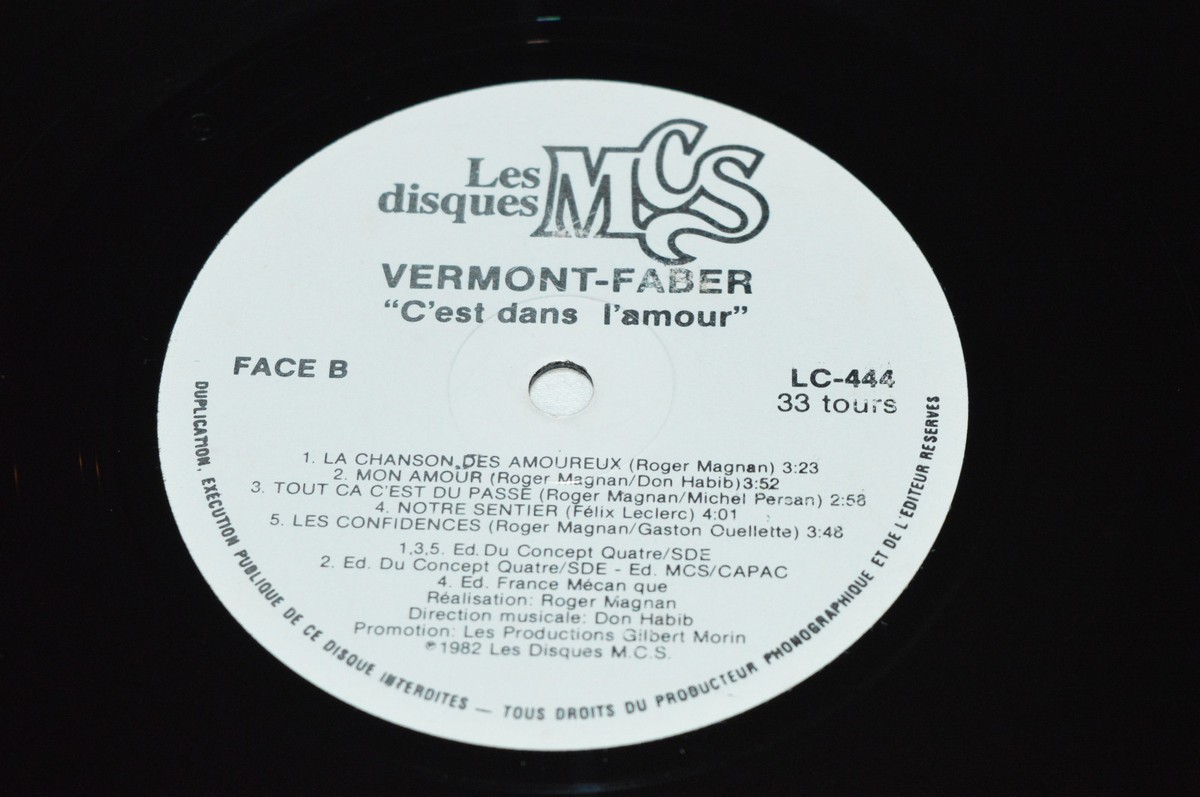 Les
disques
MCS
VERMONT-FABER
“C'est dans l'amour”
FACE B
LC-444
33 tours
1. LA CHANSON DES AMOUREUX (Roger Magnan) 3:23
2. MON AMOUR (Roger Magnan/Don Habib)3:52
3. TOUT CA C'EST DU PASSÉ (Roger Magnan/Michel Persan) 2:58
4. NOTRE SENTIER (Félix Leclerc) 4:01
5. LES CONFIDENCES (Roger Magnan/Gaston Ouellette) 3:48
1,3,5. Ed. Du Concept Quatre/SDE
2. Ed. Du Concept Quatre/SDE - Ed. MCS/CAPAC
4. Ed. France Mécan que
Réalisation: Roger Magnan
Direction musicale: Don Habib
Promotion: Les Productions Gilbert Morin
℗1982 Les Disques M.C.S.
DUPLICATION, EXÉCUTION PUBLIQUE DE CE DISQUE INTERDITES — TOUS DROITS DU PRODUCTEUR PHONOGRAPHIQUE ET DE L'EDITEUR RESERVES